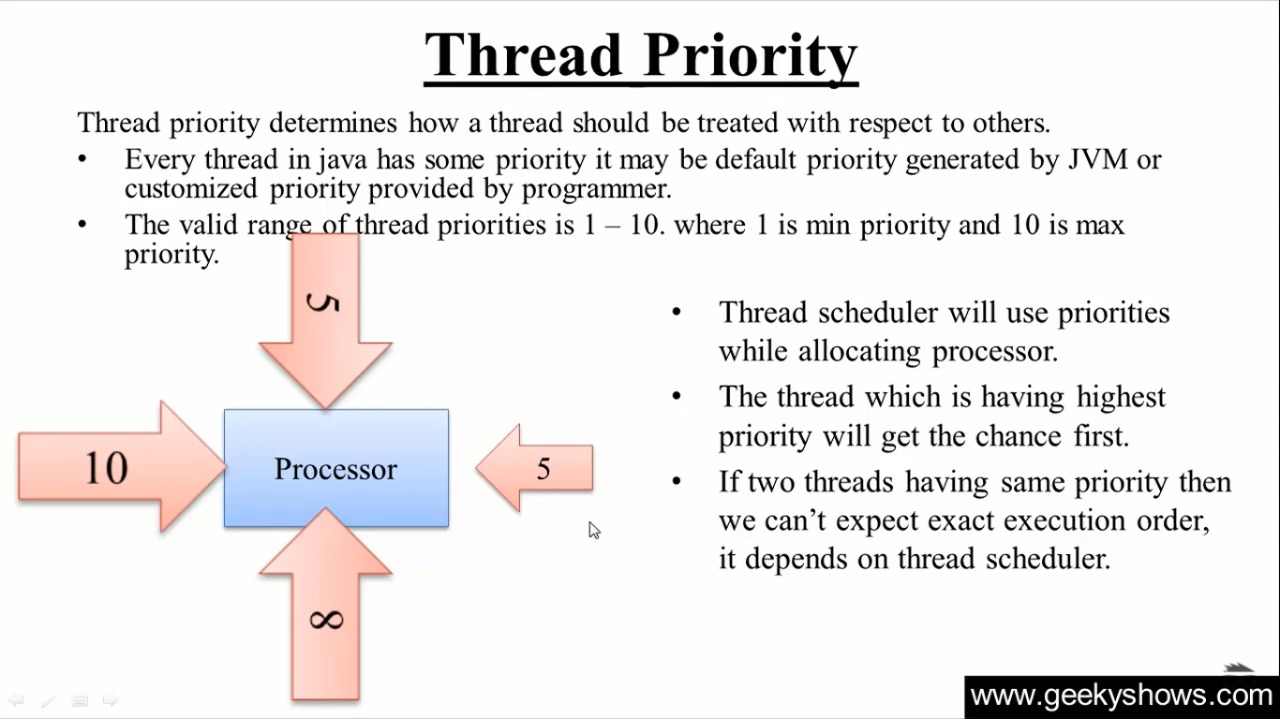 Thread Priority
Thread priority determines how a thread should be treated with respect to others.
• Every thread in java has some priority it may be default priority generated by JVM or
customized priority provided by programmer.
• The valid range of thread priorities is 1 – 10. where 1 is min priority and 10 is max
priority.
5
10
Processor
5
8
• Thread scheduler will use priorities
while allocating processor.
• The thread which is having highest
priority will get the chance first.
• If two threads having same priority then
we can’t expect exact execution order,
it depends on thread scheduler.
www.geekyshows.com